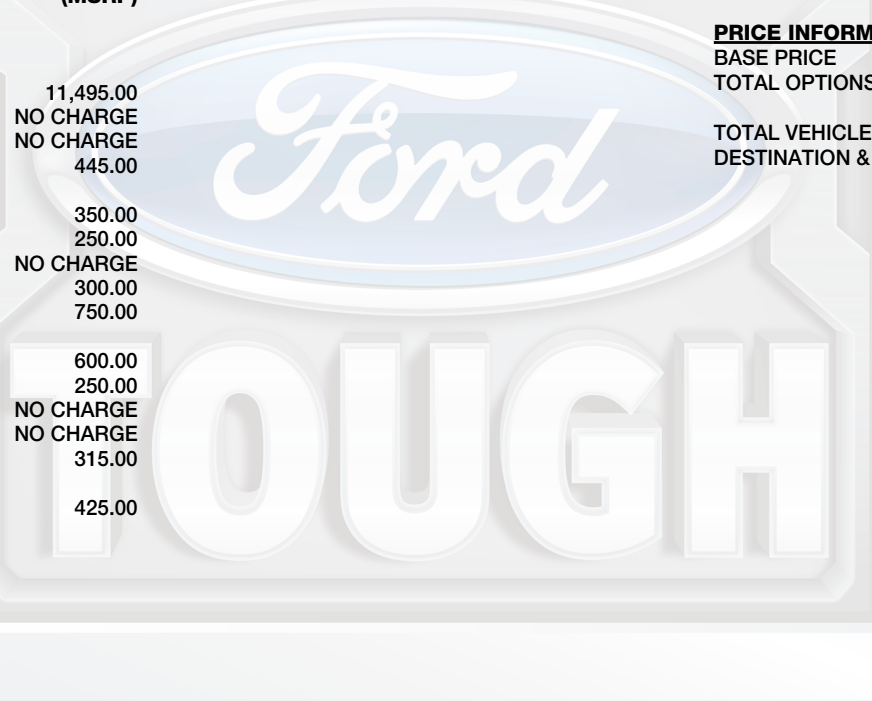 (MSRP)
11,495.00
NO CHARGE
NO CHARGE
445.00
350.00
250.00
NO CHARGE
300.00
750.00
600.00
250.00
NO CHARGE
NO CHARGE
315.00
425.00
PRICE INFORM
BASE PRICE
TOTAL OPTIONS
TOTAL VEHICLE
DESTINATION &
Ford
TOUGH